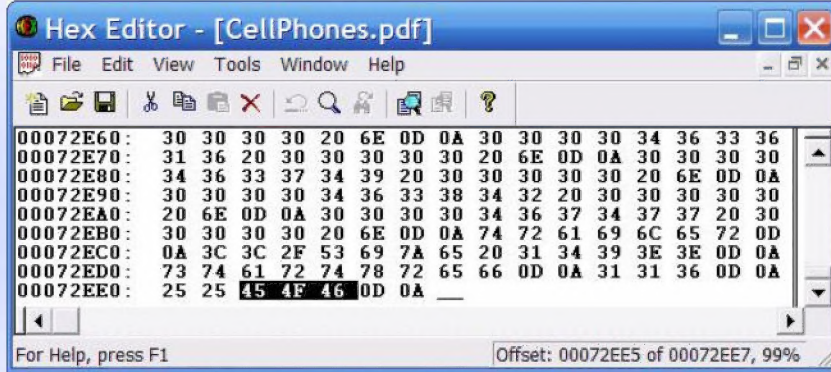 Hex Editor - [CellPhones.pdf]
File Edit View Tools Window Help
00072E60: 30 30 30 30 20 6E 0D 0A 30 30 30 30 34 36 33 36
00072E70: 31 36 20 30 30 30 30 30 20 6E 0D 0A 30 30 30 30
00072E80: 34 36 33 37 34 39 20 30 30 30 30 30 20 6E 0D 0A
00072E90: 30 30 30 30 34 36 33 38 34 32 20 30 30 30 30 30
00072EA0: 20 6E 0D 0A 30 30 30 30 34 36 37 34 37 37 20 30
00072EB0: 30 30 30 30 20 6E 0D 0A 74 72 61 69 6C 65 72 0D
00072EC0: 0A 3C 3C 2F 53 69 7A 65 20 31 34 39 3E 3E 0D 0A
00072ED0: 73 74 61 72 74 78 72 65 66 0D 0A 31 31 36 0D 0A
00072EE0: 25 25 45 4F 46 0D 0A __
For Help, press F1
Offset: 00072EE5 of 00072EE7, 99%